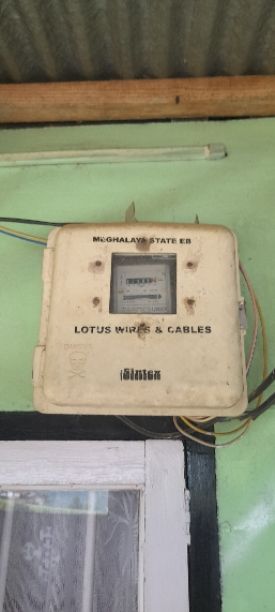 MEGHALAYA STATE EB
LOTUS WIRES & CABLES
Sintex